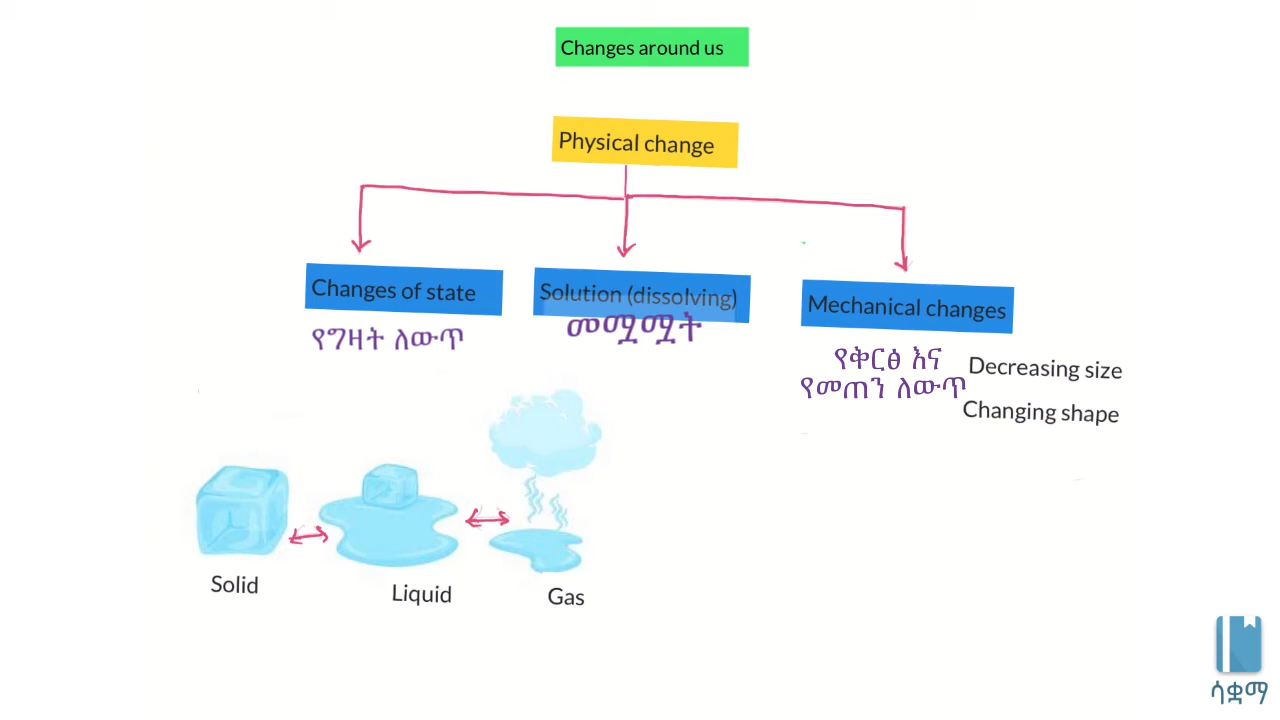 Changes around us
Physical change
Changes of state
Solution (dissolving)
Mechanical changes
የግዛት ለውጥ
መሟሟት
የቅርፅ እና
የመጠን ለውጥ
Decreasing size
Changing shape
Solid
Liquid
Gas
ሳቋማ